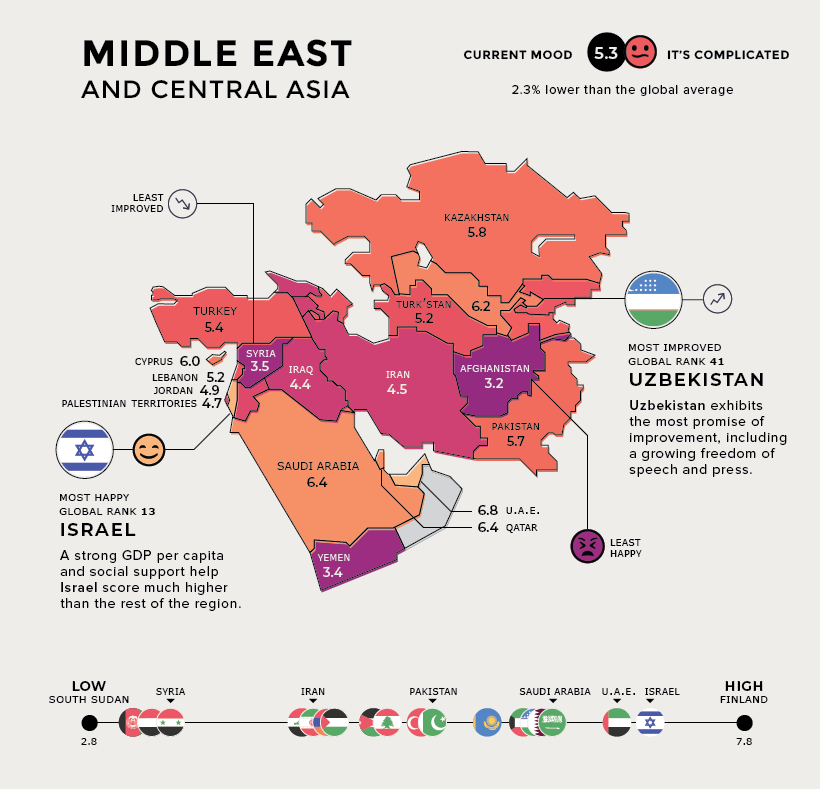 MIDDLE EAST
AND CENTRAL ASIA
CURRENT MOOD 5.3 IT'S COMPLICATED
2.3% lower than the global average
LEAST
IMPROVED
KAZAKHSTAN
5.8
TURKEY
5.4
TURK'STAN
5.2
6.2
CYPRUS 6.0
SYRIA
3.5
LEBANON 5.2
JORDAN 4.9
PALESTINIAN TERRITORIES 4.7
IRAQ
4.4
IRAN
4.5
AFGHANISTAN
3.2
PAKISTAN
5.7
SAUDI ARABIA
6.4
YEMEN
3.4
6.8 U.A.E.
6.4 QATAR
MOST IMPROVED
GLOBAL RANK 41
UZBEKISTAN
Uzbekistan exhibits
the most promise of
improvement, including
a growing freedom of
speech and press.
MOST HAPPY
GLOBAL RANK 13
ISRAEL
A strong GDP per capita
and social support help
Israel score much higher
than the rest of the region.
LEAST
HAPPY
LOW
SOUTH SUDAN
2.8
SYRIA
IRAN
PAKISTAN
SAUDI ARABIA
U.A.E.
ISRAEL
HIGH
FINLAND
7.8